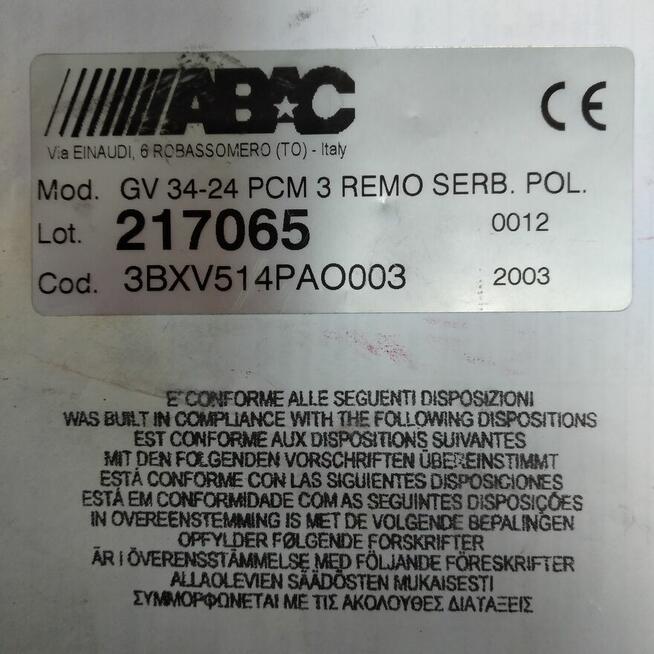 ABAC
Via EINAUDI, 6 ROBASSOMERO (TO) - Italy
CE
Mod. GV 34-24 PCM 3 REMO SERB. POL.
Lot. 217065 0012
Cod. 3BXV514PAO003 2003
E' CONFORME ALLE SEGUENTI DISPOSIZIONI
WAS BUILT IN COMPLIANCE WITH THE FOLLOWING DISPOSITIONS
EST CONFORME AUX DISPOSITIONS SUIVANTES
MIT DEN FOLGENDEN VORSCHRIFTEN ÜBEREINSTIMMT
ESTÁ CONFORME CON LAS SIGUIENTES DISPOSICIONES
ESTÁ EM CONFORMIDADE COM AS SEGUINTES DISPOSIÇÕES
IN OVEREENSTEMMING IS MET DE VOLGENDE BEPALINGEN
OPFYLDER FØLGENDE FORSKRIFTER
ÄR I ÖVERENSSTÄMMELSE MED FÖLJANDE FÖRESKRIFTER
ALLAOLEVIEN SÄÄDÖSTEN MUKAISESTI
ΣΥΜΜΟΡΦΩΝΕΤΑΙ ΜΕ ΤΙΣ ΑΚΟΛΟΥΘΕΣ ΔΙΑΤΑΞΕΙΣ